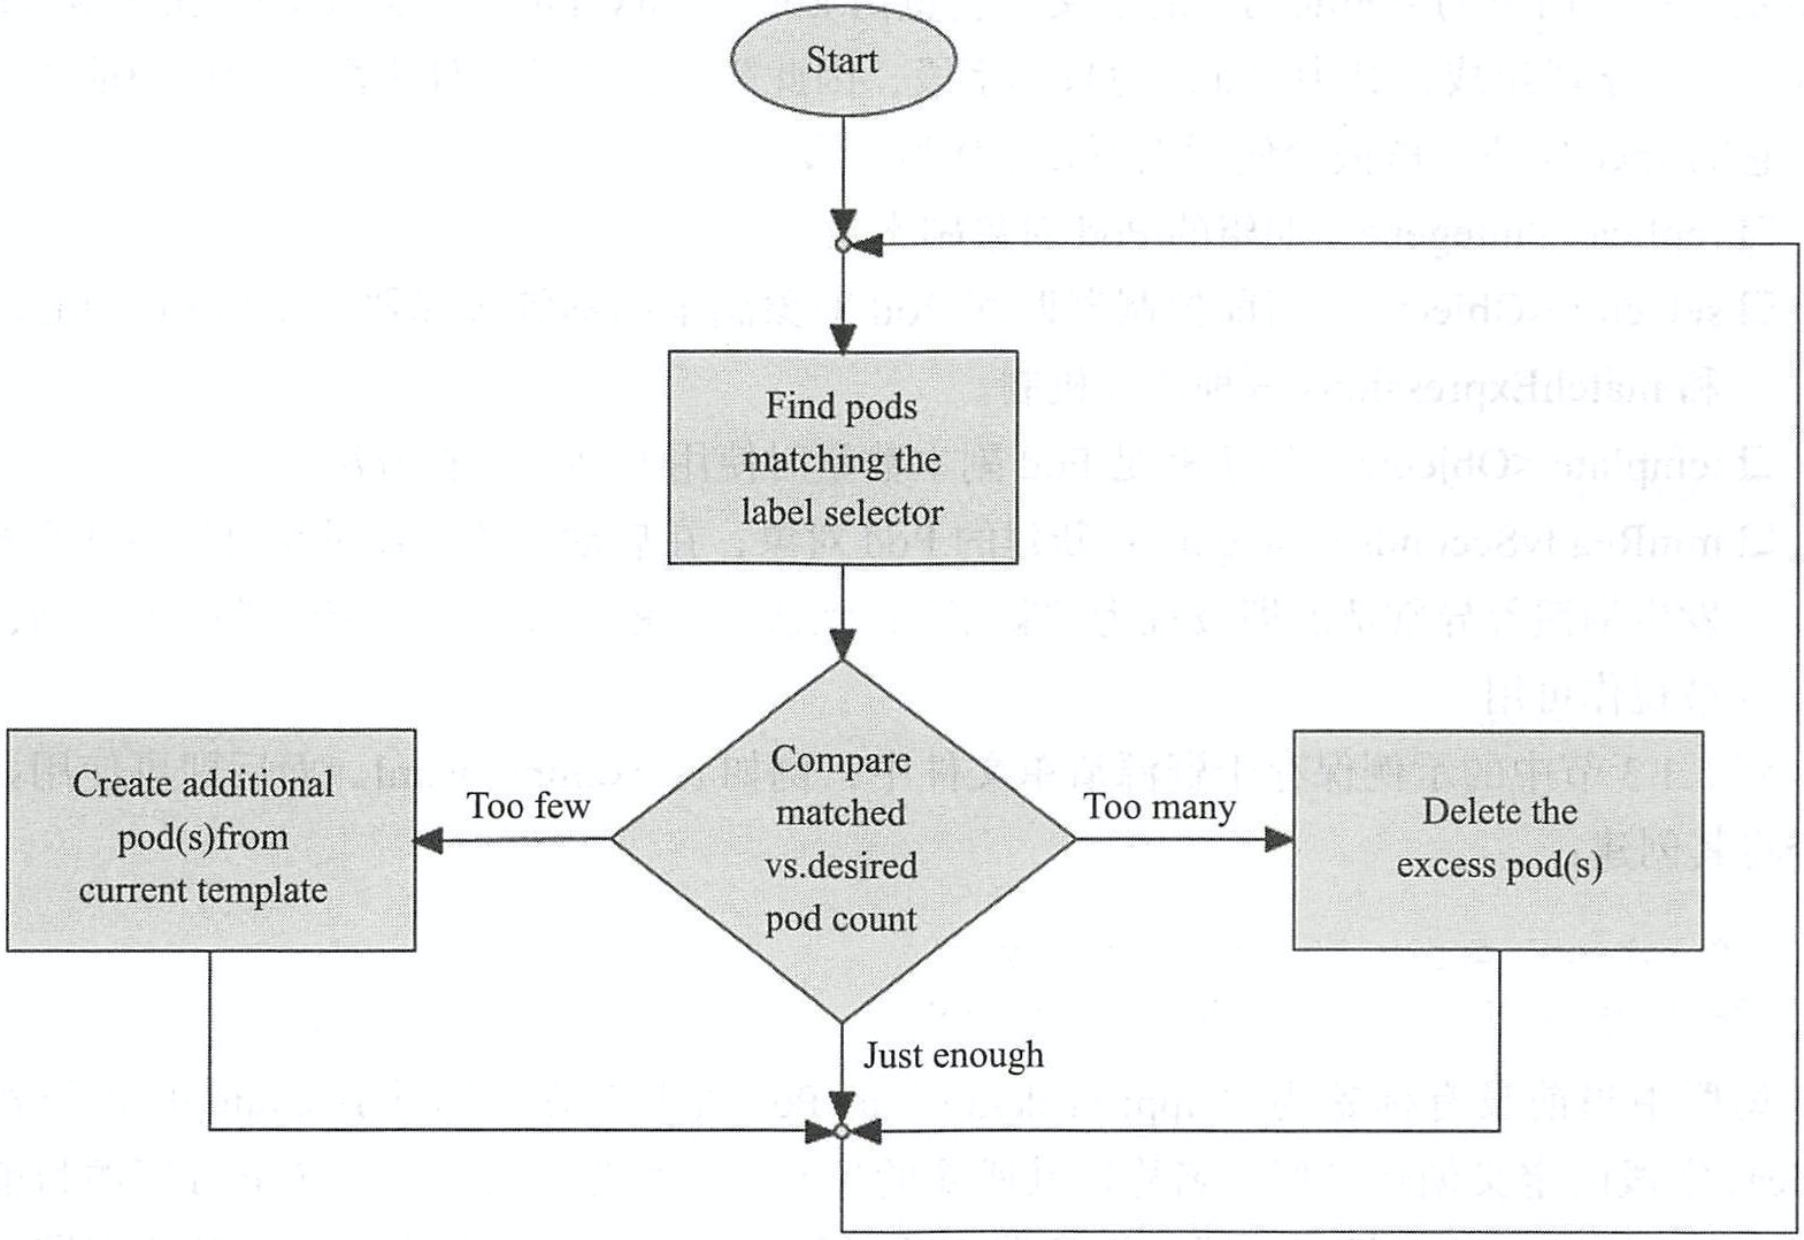 Start
Find pods
matching the
label selector
Compare
matched
vs.desired
pod count
Too few
Create additional
pod(s)from
current template
Too many
Delete the
excess pod(s)
Just enough